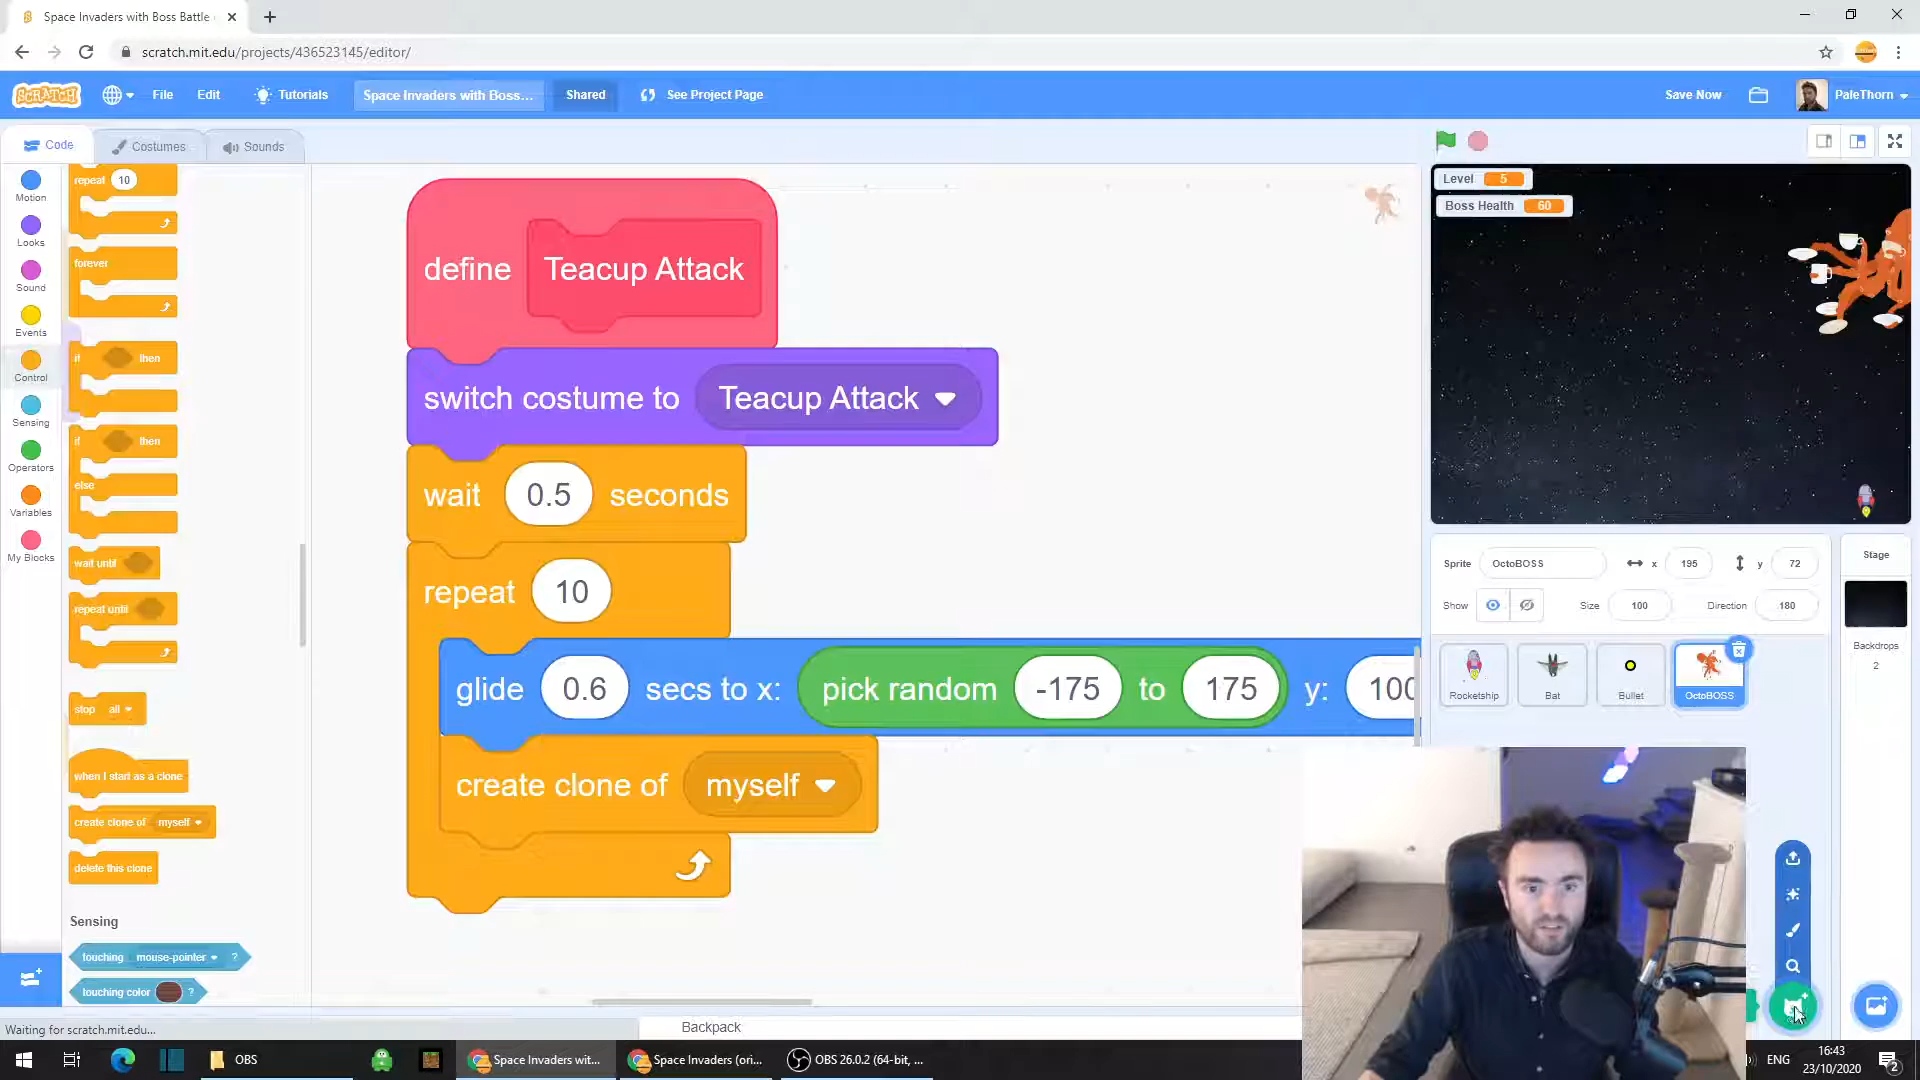 Space Invaders with Boss Battle
scratch.mit.edu/projects/436523145/editor/
SCRATCH
File
Edit
Tutorials
Space Invaders with Boss...
Shared
See Project Page
Save Now
PaleThorn
Code
Costumes
Sounds
Motion
Looks
Sound
Events
Control
Sensing
Operators
Variables
My Blocks
repeat 10
forever
if then
if then
else
wait until
repeat until
stop all
when I start as a clone
create clone of myself
delete this clone
Sensing
touching mouse-pointer ?
touching color ?
define Teacup Attack
switch costume to Teacup Attack
wait 0.5 seconds
repeat 10
glide 0.6 secs to x: pick random -175 to 175 y: 100
create clone of myself
Level 5
Boss Health 60
Sprite OctoBOSS x 195 y 72
Show Size 100 Direction 180
Rocketship
Bat
Bullet
OctoBOSS
Stage
Backdrops
2
Backpack
Waiting for scratch.mit.edu...
OBS
Space Invaders wit...
Space Invaders (ori...
OBS 26.0.2 (64-bit, ...
ENG
16:43
23/10/2020
2